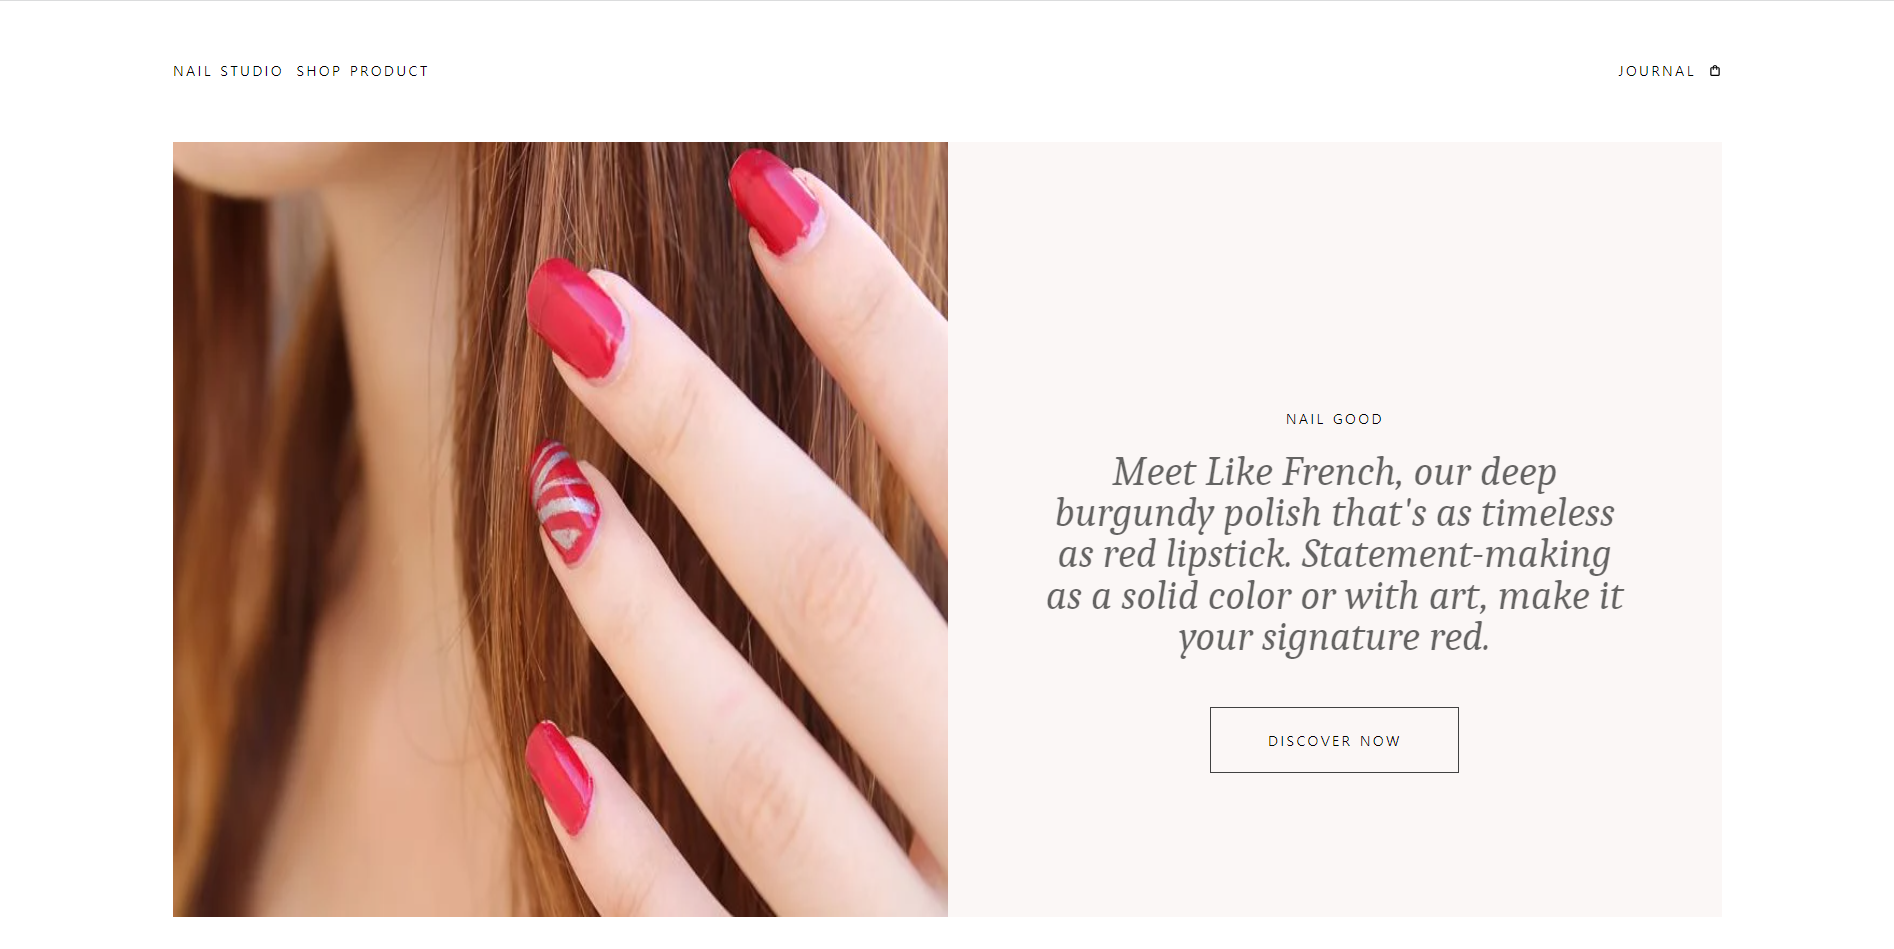 NAIL STUDIO SHOP PRODUCT
JOURNAL
NAIL GOOD
Meet Like French, our deep
burgundy polish that's as timeless
as red lipstick. Statement-making
as a solid color or with art, make it
your signature red.
DISCOVER NOW